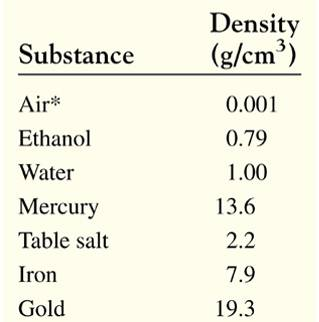 Substance Density (g/cm³)
Air* 0.001
Ethanol 0.79
Water 1.00
Mercury 13.6
Table salt 2.2
Iron 7.9
Gold 19.3